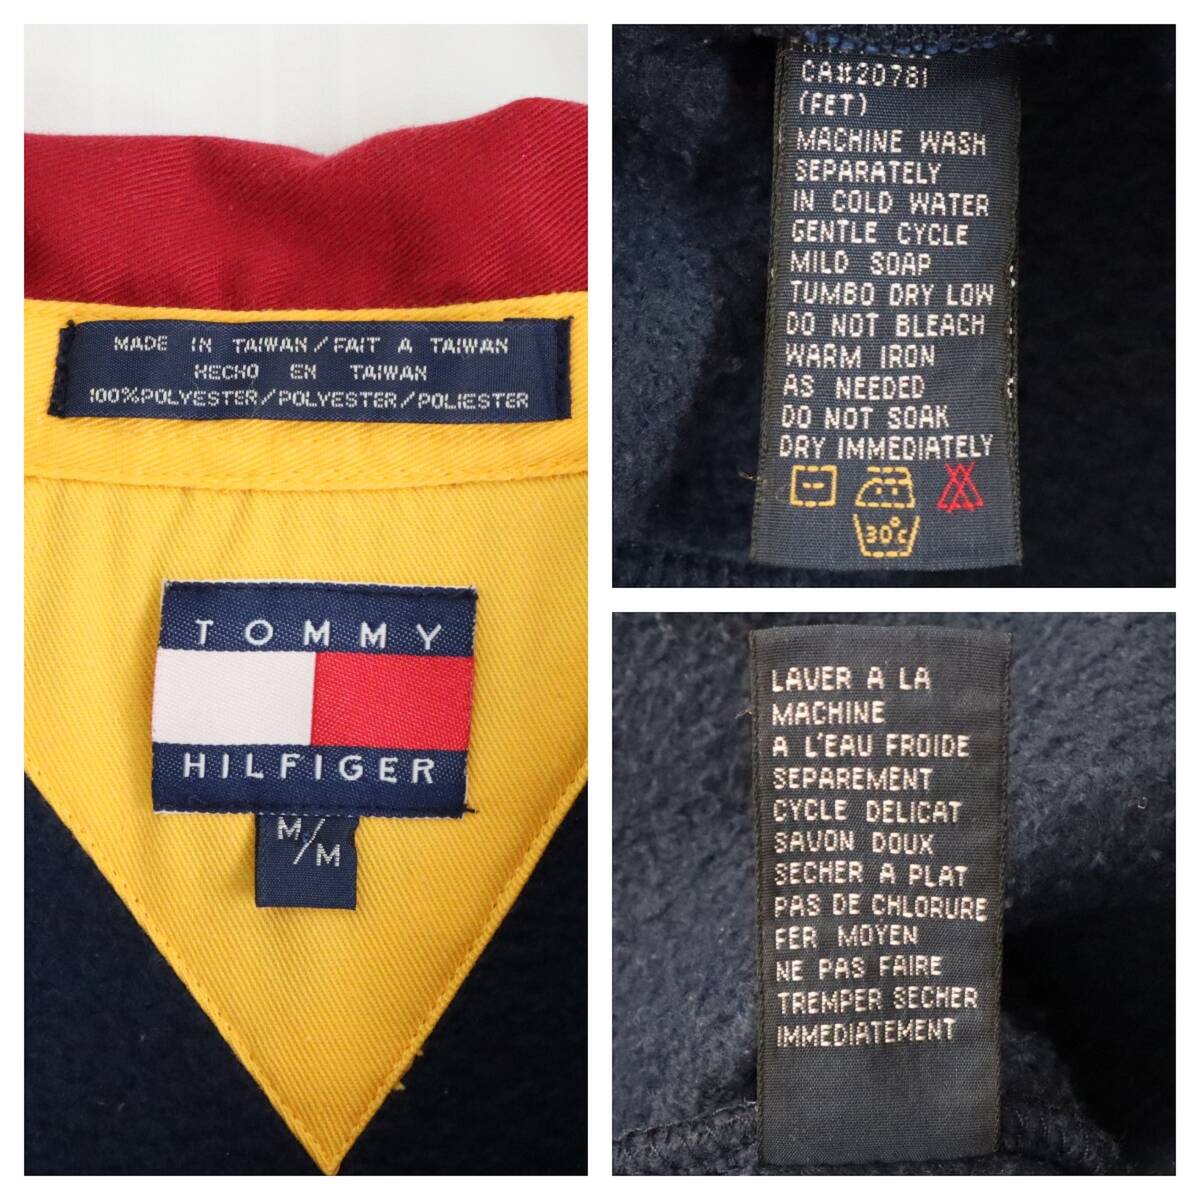 MADE IN TAIWAN/FAIT A TAIWAN
HECHO EN TAIWAN
100%POLYESTER/POLYESTER/POLIESTER
TOMMY
HILFIGER
M/M
CA#20781
(FET)
MACHINE WASH
SEPARATELY
IN COLD WATER
GENTLE CYCLE
MILD SOAP
TUMBO DRY LOW
DO NOT BLEACH
WARM IRON
AS NEEDED
DO NOT SOAK
DRY IMMEDIATELY
30°C
LAVER A LA
MACHINE
A L'EAU FROIDE
SEPAREMENT
CYCLE DELICAT
SAVON DOUX
SECHER A PLAT
PAS DE CHLORURE
FER MOYEN
NE PAS FAIRE
TREMPER SECHER
IMMEDIATEMENT